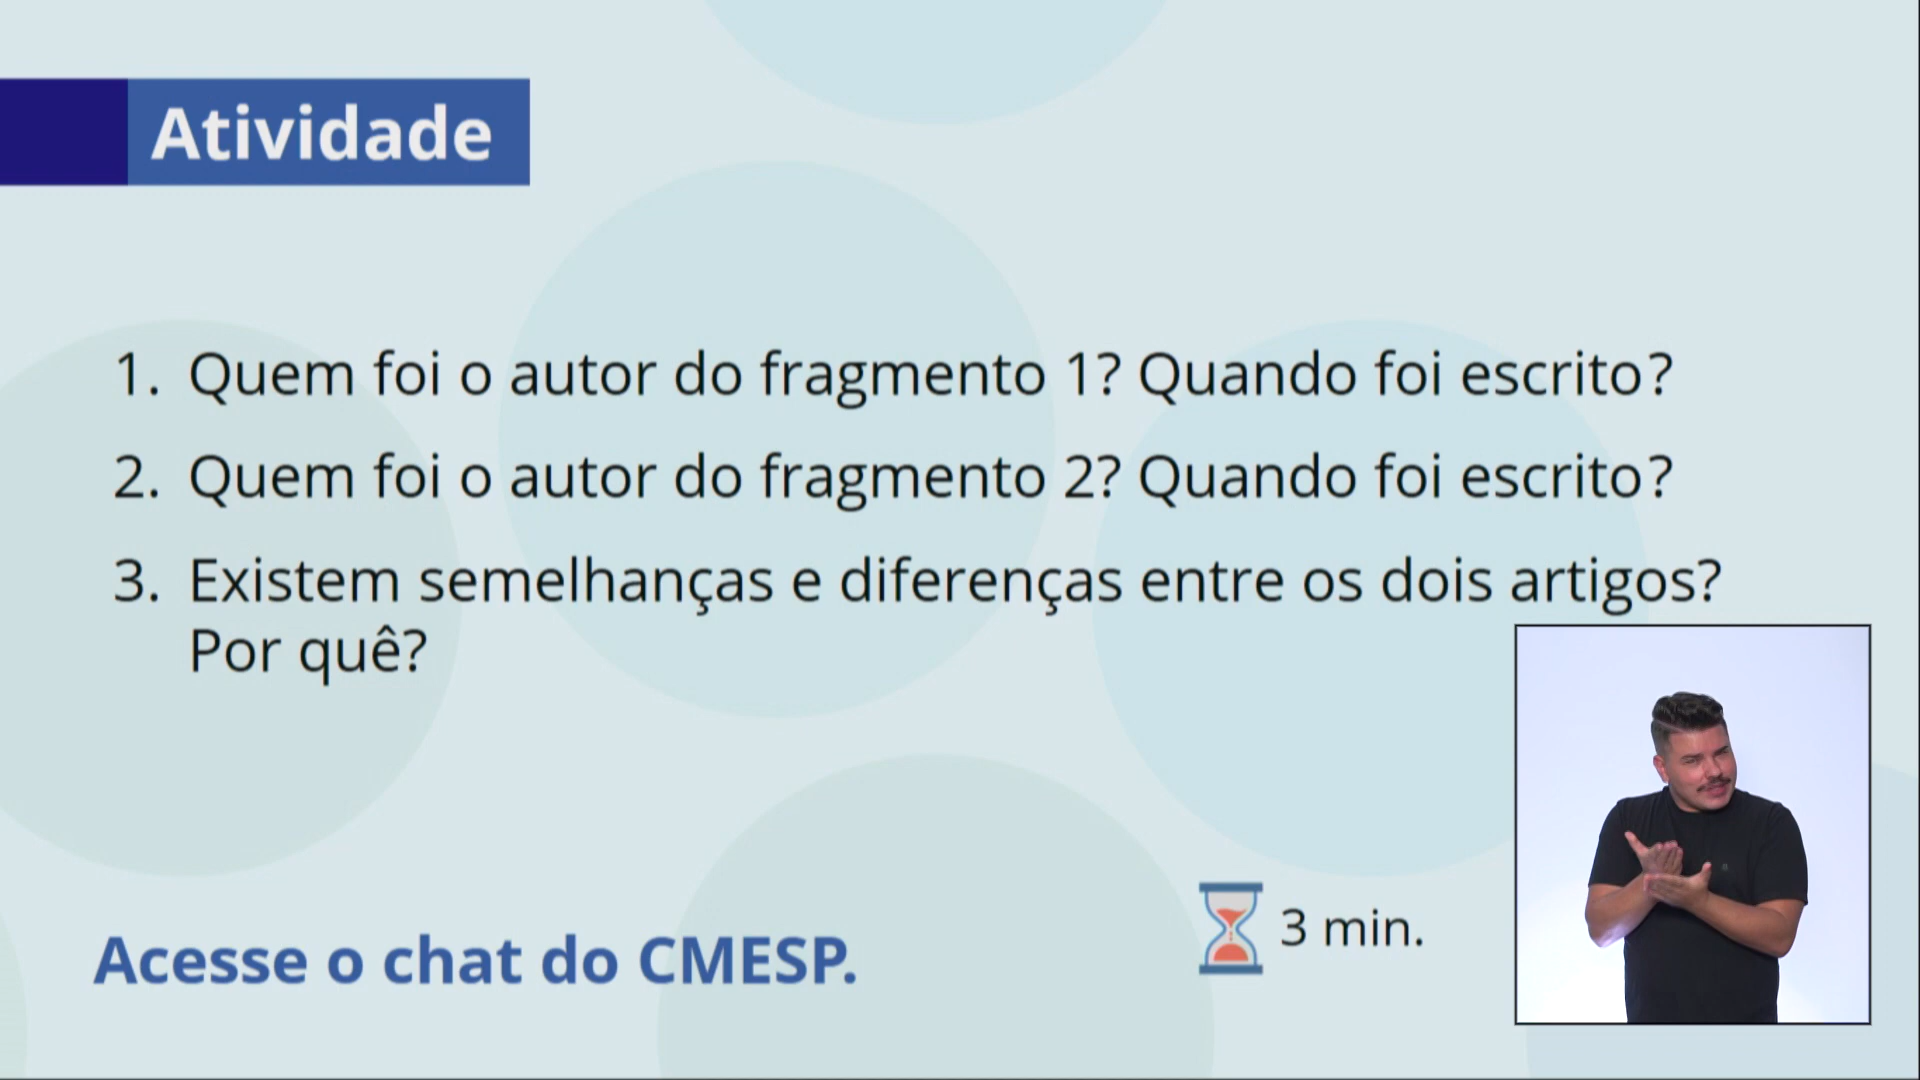 Atividade
1. Quem foi o autor do fragmento 1? Quando foi escrito?
2. Quem foi o autor do fragmento 2? Quando foi escrito?
3. Existem semelhanças e diferenças entre os dois artigos?
Por quê?
3 min.
Acesse o chat do CMESP.